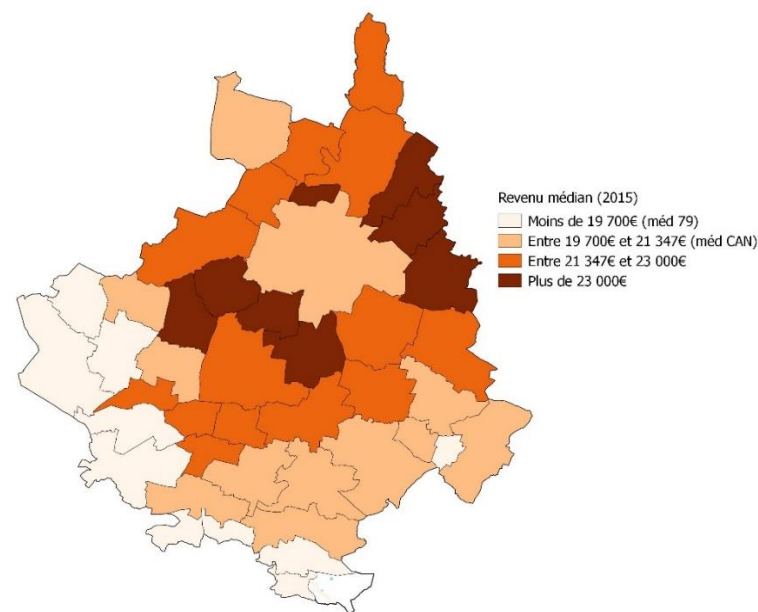 Revenu médian (2015)
Moins de 19 700€ (méd 79)
Entre 19 700€ et 21 347€ (méd CAN)
Entre 21 347€ et 23 000€
Plus de 23 000€